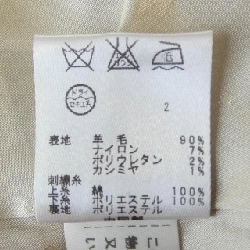 ドライ
セキユ系
2
表地 羊毛 90%
ナイロン 7%
ポリウレタン 2%
カシミヤ 1%
刺繍糸
上糸 綿 100%
下糸 ポリエステル 100%
裏地 ポリエステル 100%